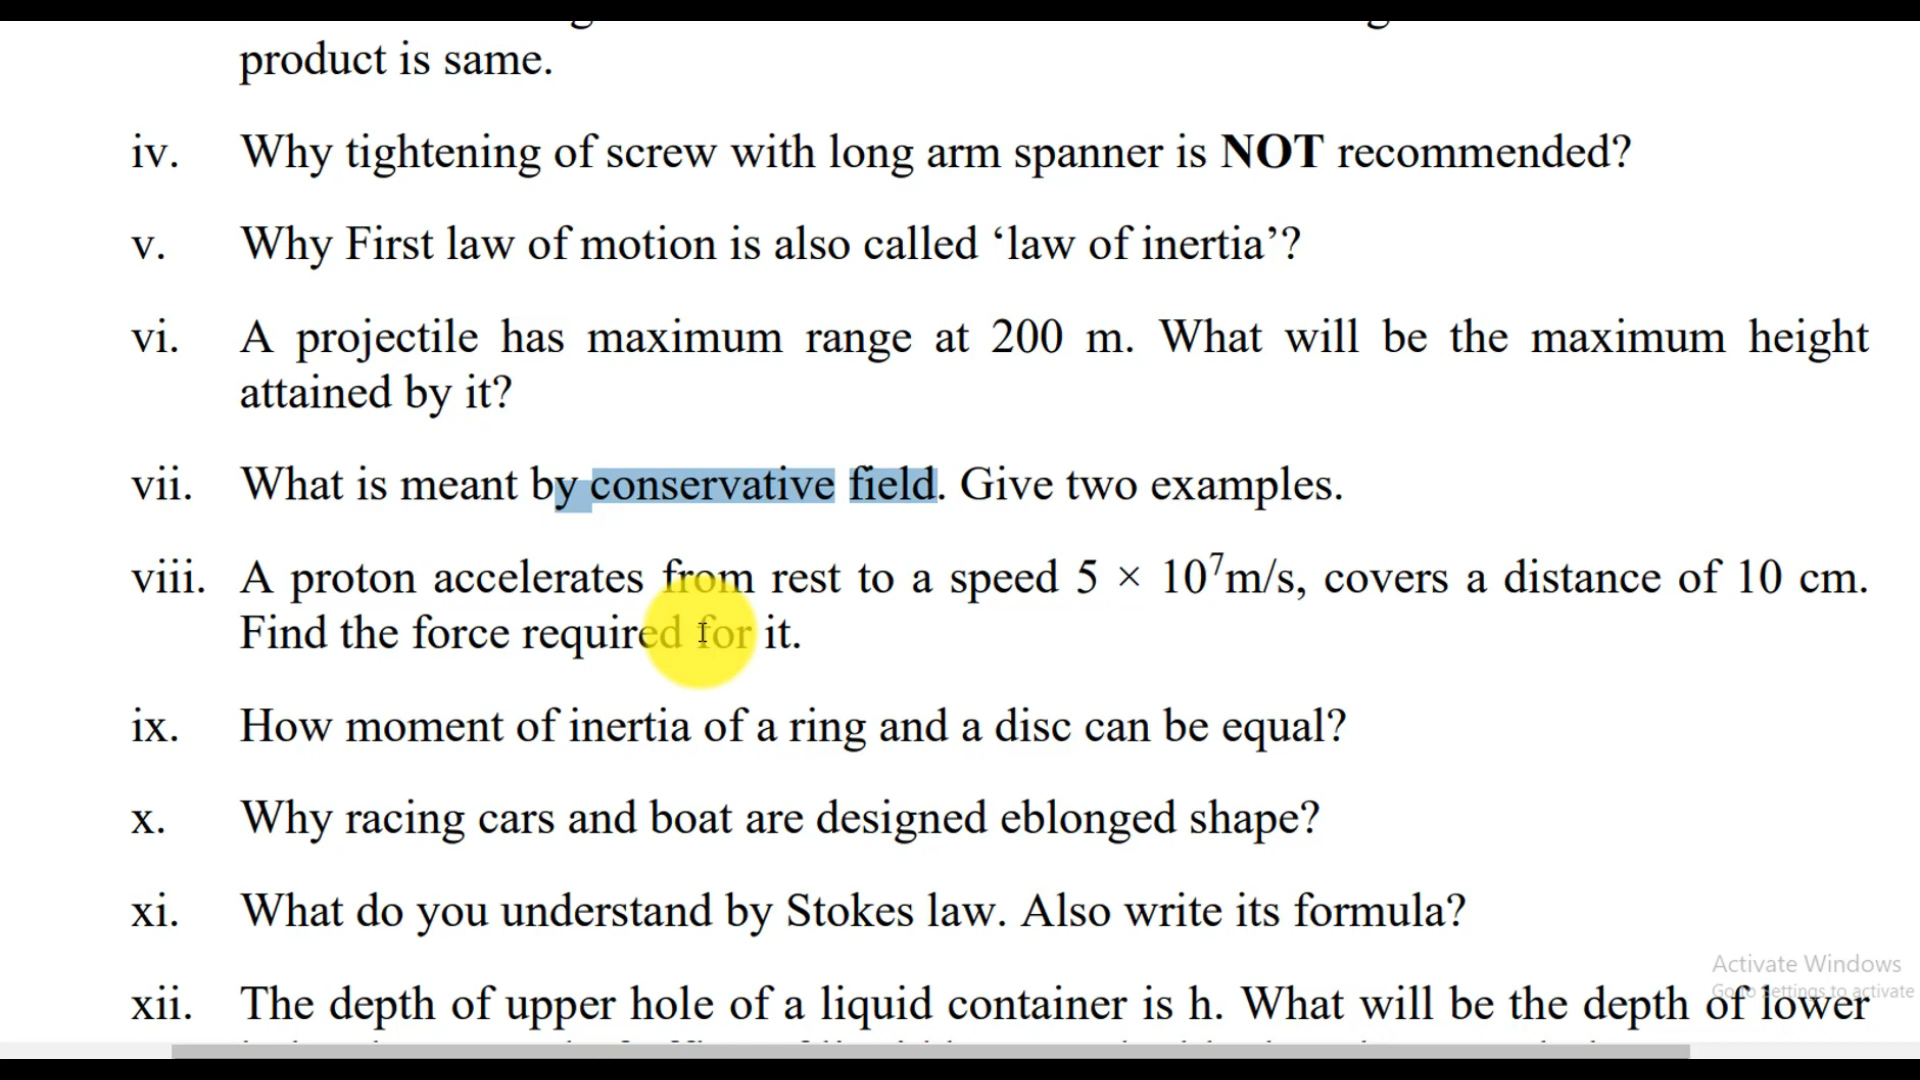 product is same.
iv. Why tightening of screw with long arm spanner is NOT recommended?
v. Why First law of motion is also called ‘law of inertia’?
vi. A projectile has maximum range at 200 m. What will be the maximum height
attained by it?
vii. What is meant by conservative field. Give two examples.
viii. A proton accelerates from rest to a speed 5 × 10⁷m/s, covers a distance of 10 cm.
Find the force required for it.
ix. How moment of inertia of a ring and a disc can be equal?
x. Why racing cars and boat are designed eblonged shape?
xi. What do you understand by Stokes law. Also write its formula?
Activate Windows
Go to Settings to activate
xii. The depth of upper hole of a liquid container is h. What will be the depth of lower